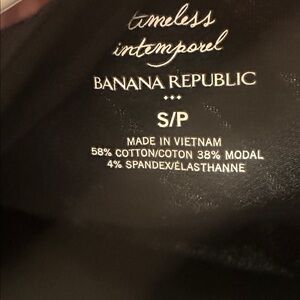 timeless
intemporel
BANANA REPUBLIC
S/P
MADE IN VIETNAM
58% COTTON/COTON 38% MODAL
4% SPANDEX/ÉLASTHANNE